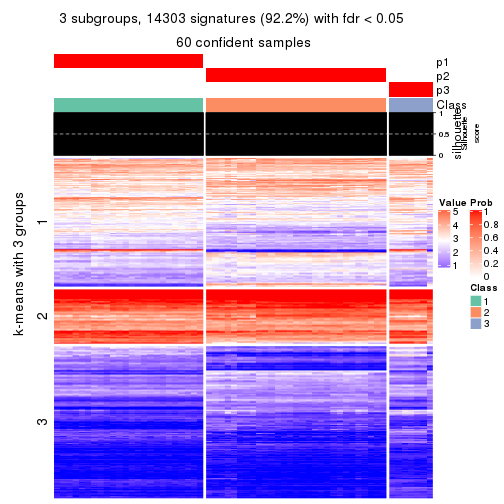 3 subgroups, 14303 signatures (92.2%) with fdr < 0.05
60 confident samples
p1
p2
p3
Class
1
0.5
0
silhouette
Silhouette
score
k-means with 3 groups
1
2
3
Value
5
4
3
2
1
Prob
1
0.8
0.6
0.4
0.2
0
Class
1
2
3